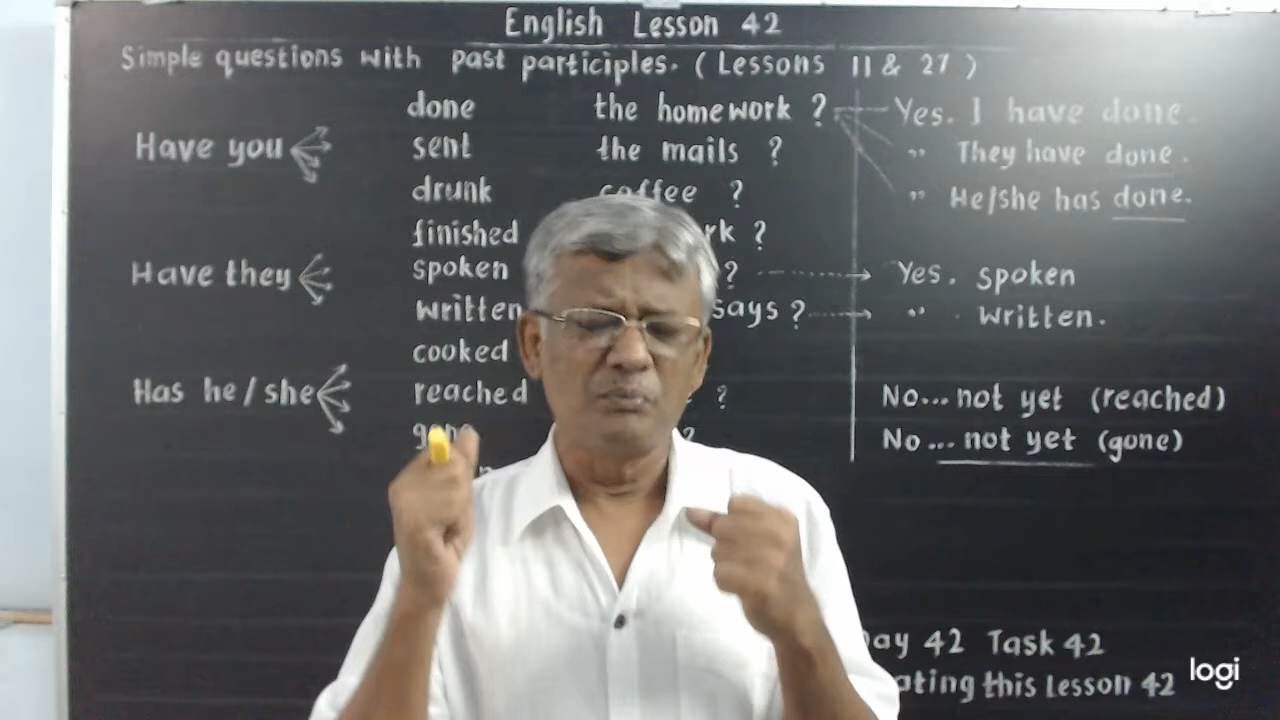 English Lesson 42
Simple questions with past participles. (Lessons 11 & 27)
done the homework ? Yes. I have done.
Have you sent the mails ? " They have done.
drunk coffee ? " He/she has done.
finished ?
Have they spoken ? Yes. spoken
written ? " . written.
cooked
Has he/she reached ? No... not yet (reached)
gone ? No... not yet (gone)
42 Task 42
this Lesson 42
logi